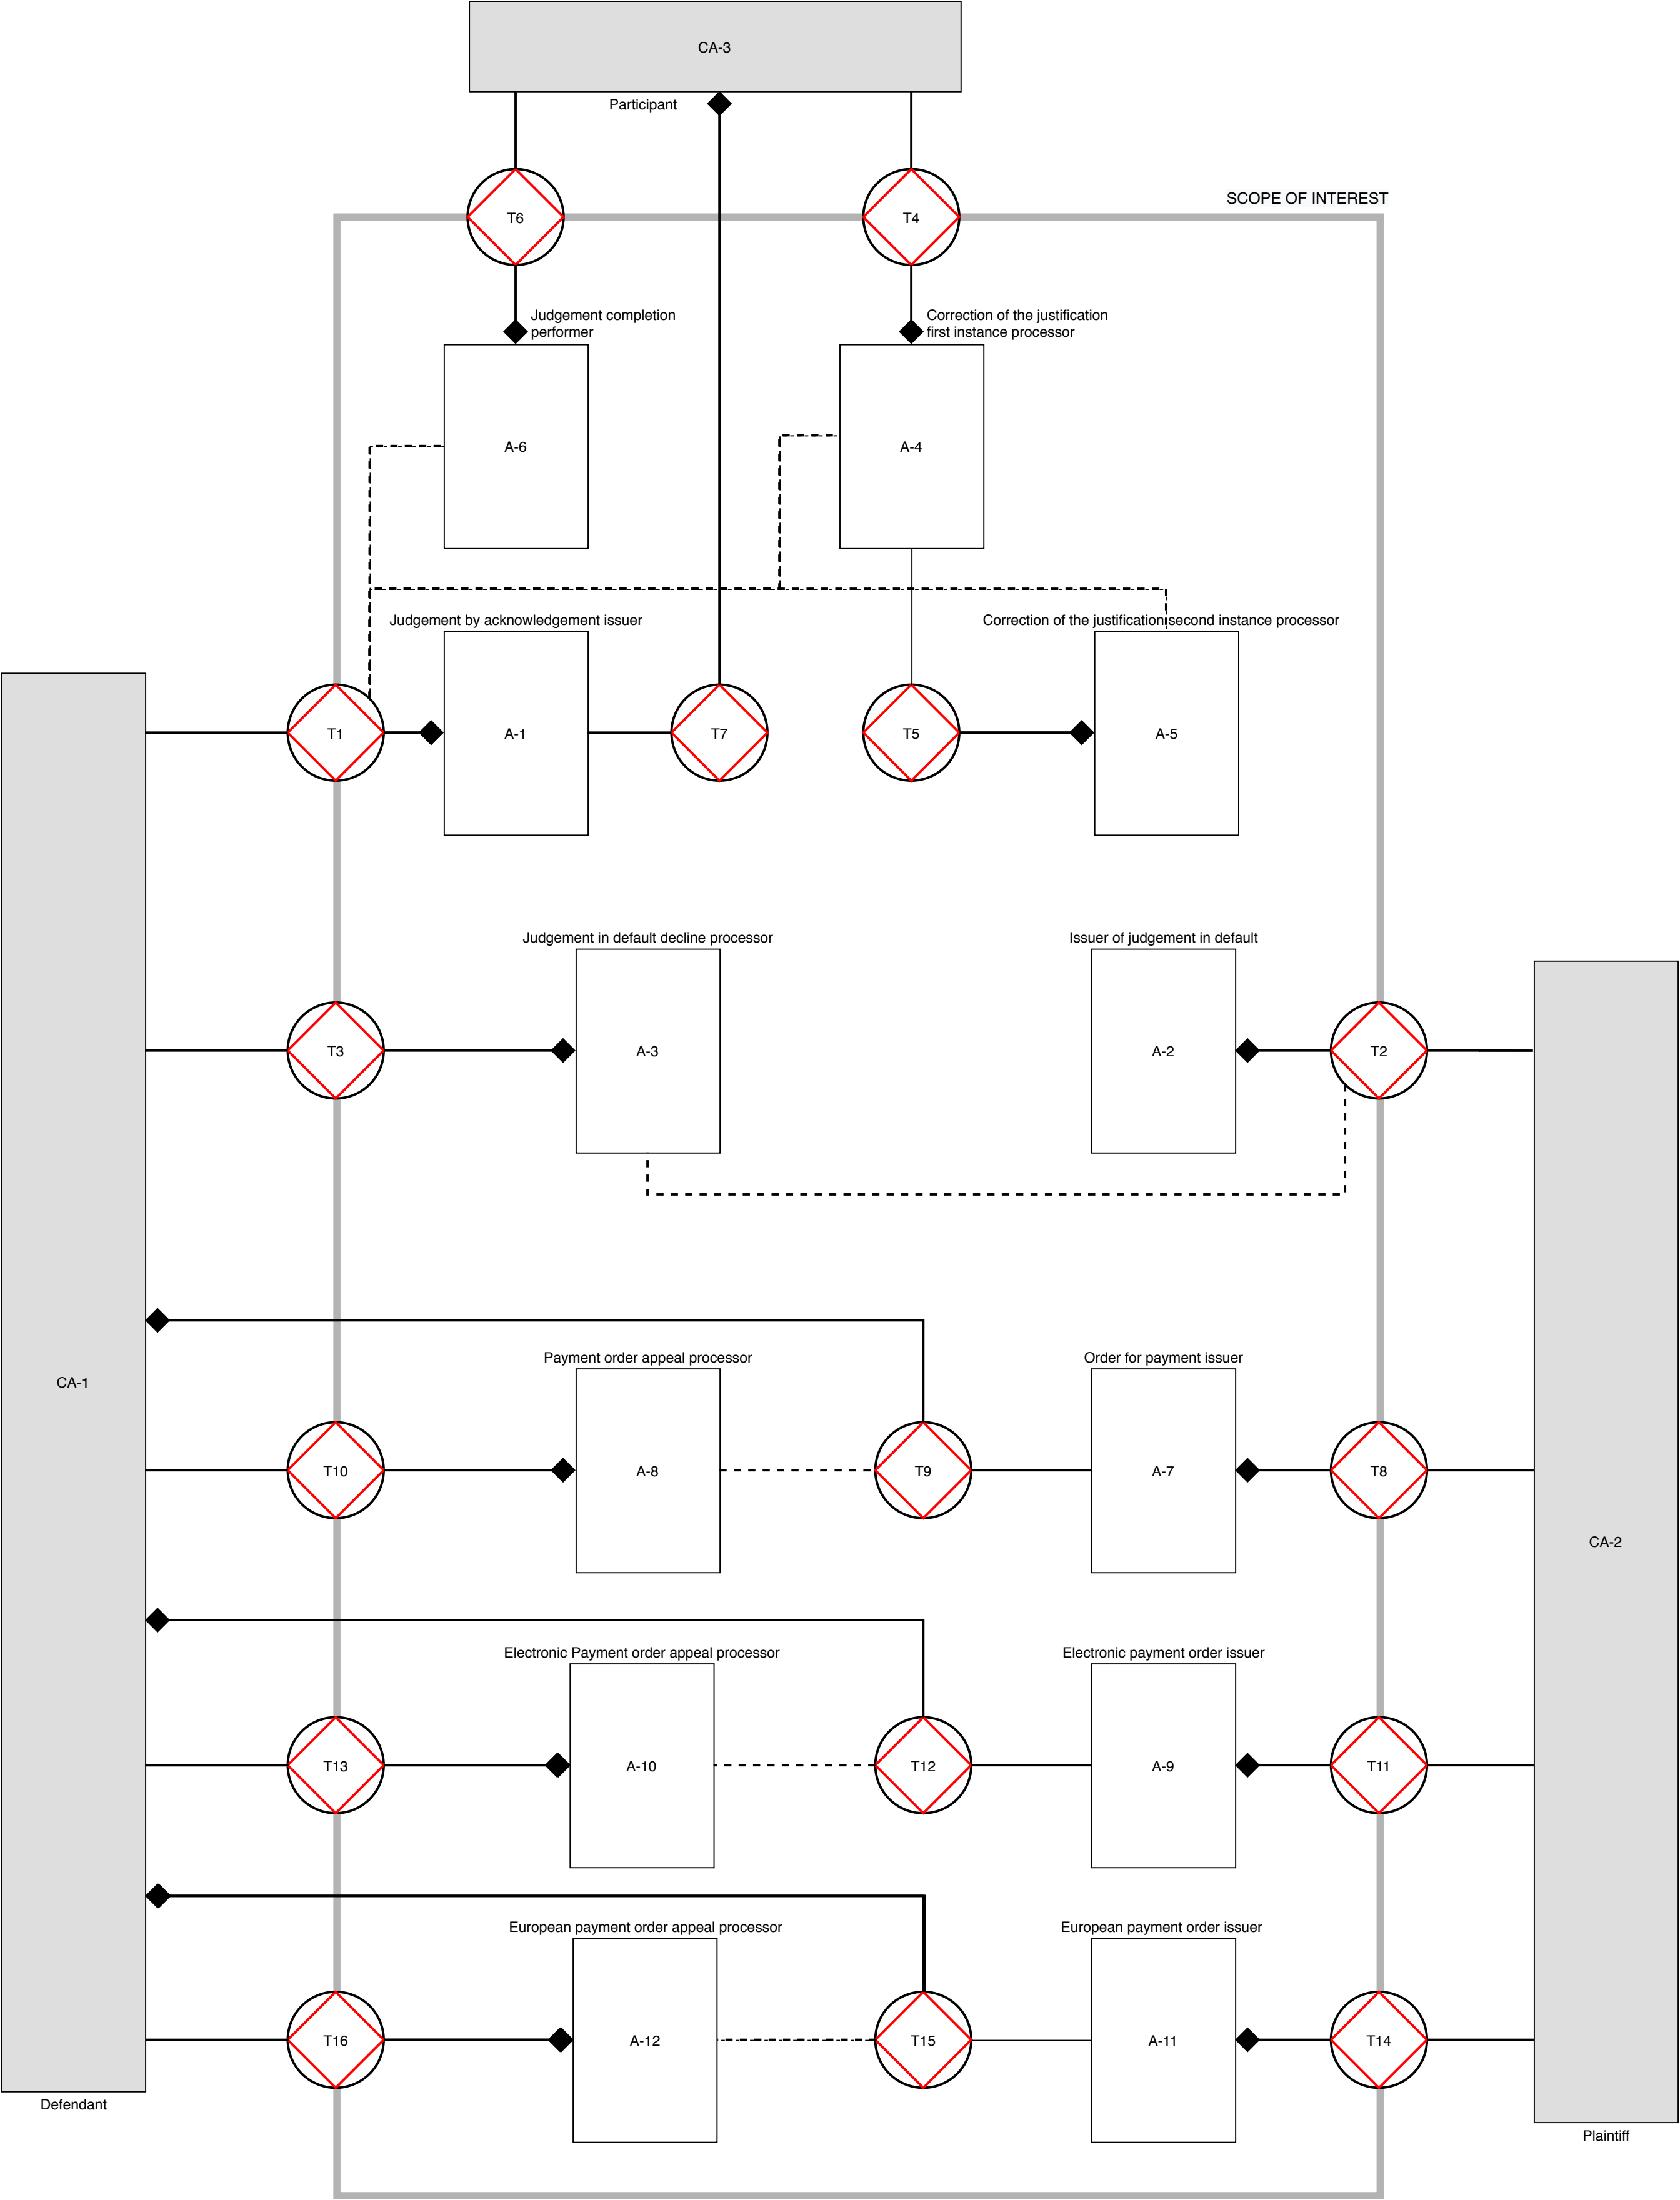 CA-3
Participant
SCOPE OF INTEREST
T6
T4
Judgement completion
performer
Correction of the justification
first instance processor
A-6
A-4
Judgement by acknowledgement issuer
Correction of the justification second instance processor
T1
A-1
T7
T5
A-5
Judgement in default decline processor
Issuer of judgement in default
T3
A-3
A-2
T2
CA-1
Payment order appeal processor
Order for payment issuer
T10
A-8
T9
A-7
T8
CA-2
Electronic Payment order appeal processor
Electronic payment order issuer
T13
A-10
T12
A-9
T11
European payment order appeal processor
European payment order issuer
T16
A-12
T15
A-11
T14
Defendant
Plaintiff